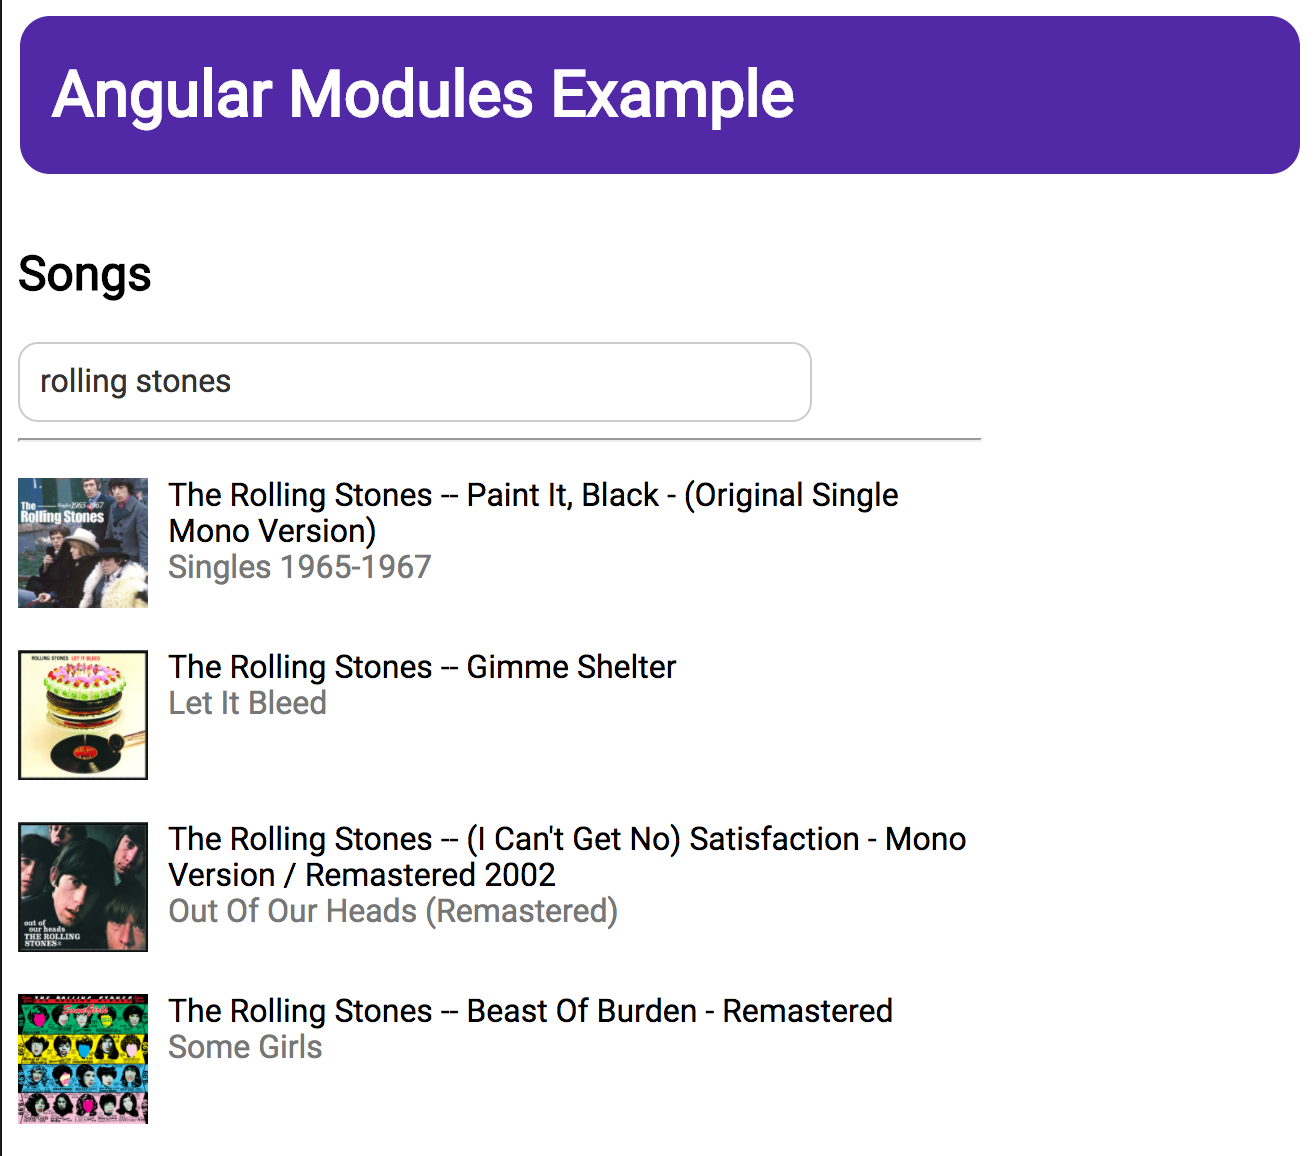 Angular Modules Example
Songs
rolling stones
The
Singles 1965-1967
Rolling Stones
The Rolling Stones -- Paint It, Black - (Original Single
Mono Version)
Singles 1965-1967
ROLLING STONES LET IT BLEED
The Rolling Stones -- Gimme Shelter
Let It Bleed
out of
our heads
THE ROLLING
STONES
The Rolling Stones -- (I Can't Get No) Satisfaction - Mono
Version / Remastered 2002
Out Of Our Heads (Remastered)
THE ROLLING STONES
Some Girls
The Rolling Stones -- Beast Of Burden - Remastered
Some Girls